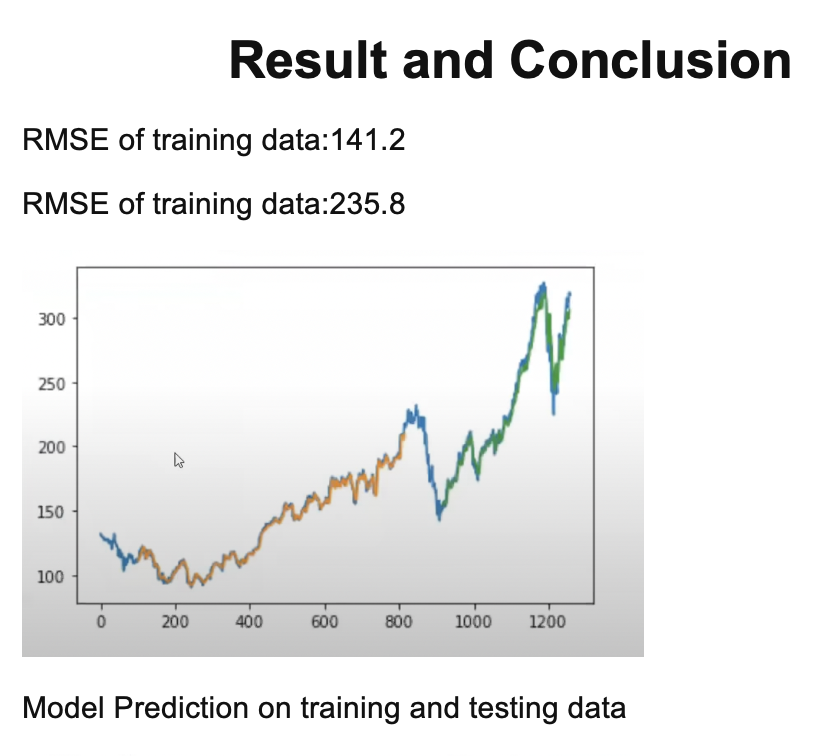 Result and Conclusion
RMSE of training data:141.2
RMSE of training data:235.8
300
250
200
150
100
0 200 400 600 800 1000 1200
Model Prediction on training and testing data